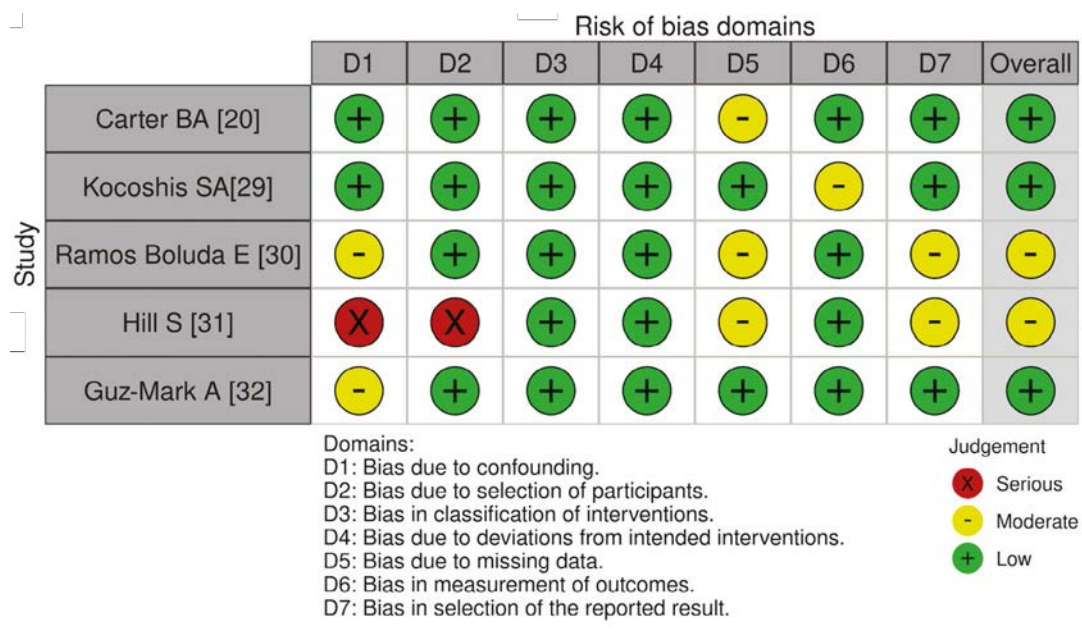 Risk of bias domains
D1 D2 D3 D4 D5 D6 D7 Overall
Study
Carter BA [20] + + + + - + + +
Kocoshis SA[29] + + + + + - + +
Ramos Boluda E [30] - + + + - + - -
Hill S [31] X X + + - + - -
Guz-Mark A [32] - + + + + + + +
Domains:
D1: Bias due to confounding.
D2: Bias due to selection of participants.
D3: Bias in classification of interventions.
D4: Bias due to deviations from intended interventions.
D5: Bias due to missing data.
D6: Bias in measurement of outcomes.
D7: Bias in selection of the reported result.
Judgement
X Serious
- Moderate
+ Low